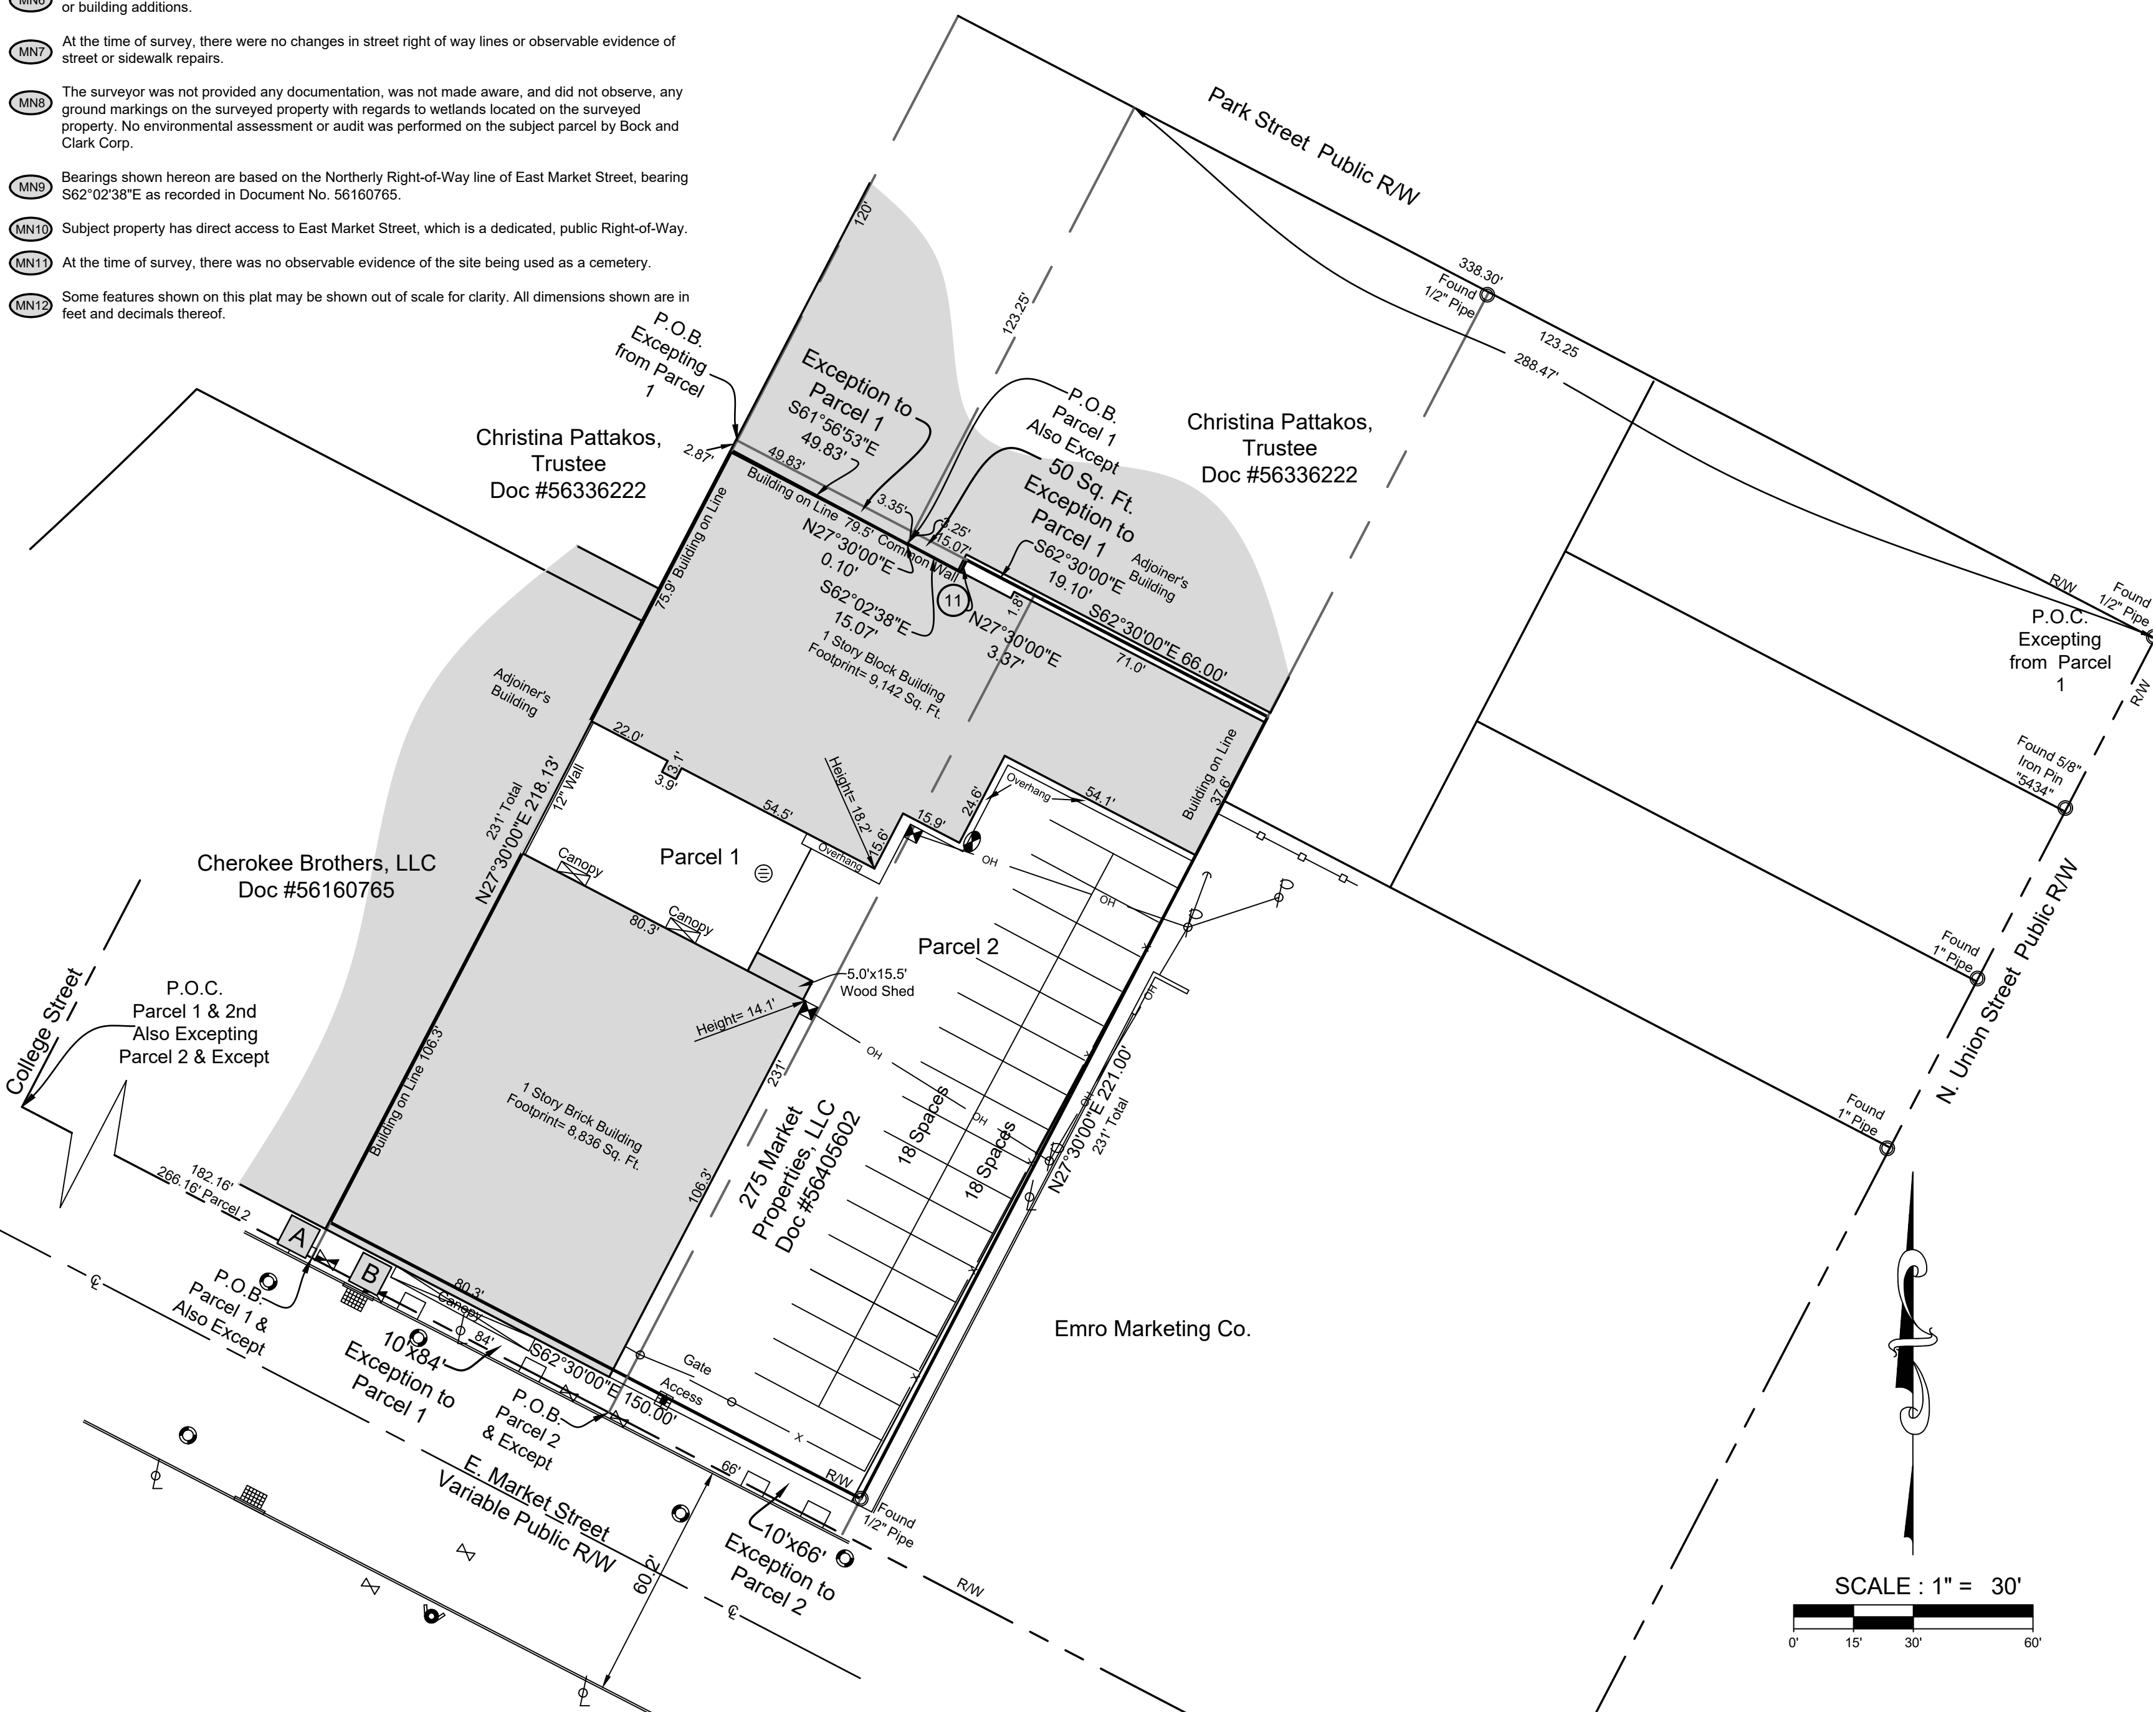 MN6
or building additions.
MN7
At the time of survey, there were no changes in street right of way lines or observable evidence of
street or sidewalk repairs.
MN8
The surveyor was not provided any documentation, was not made aware, and did not observe, any
ground markings on the surveyed property with regards to wetlands located on the surveyed
property. No environmental assessment or audit was performed on the subject parcel by Bock and
Clark Corp.
MN9
Bearings shown hereon are based on the Northerly Right-of-Way line of East Market Street, bearing
S62°02'38"E as recorded in Document No. 56160765.
MN10
Subject property has direct access to East Market Street, which is a dedicated, public Right-of-Way.
MN11
At the time of survey, there was no observable evidence of the site being used as a cemetery.
MN12
Some features shown on this plat may be shown out of scale for clarity. All dimensions shown are in
feet and decimals thereof.
Park Street Public R/W
120'
123.25'
338.30'
Found
1/2" Pipe
123.25
288.47'
P.O.B.
Excepting
from Parcel
1
Exception to
Parcel 1
S61°56'53"E
49.83'
P.O.B.
Parcel 1
Also Except
50 Sq. Ft.
Exception to
Parcel 1
S62°30'00"E
19.10'
Christina Pattakos,
Trustee
Doc #56336222
Christina Pattakos,
Trustee
Doc #56336222
2.87'
49.83'
Building on Line
79.5'
Common Wall
3.35'
3.25'
15.07'
N27°30'00"E
0.10'
S62°02'38"E
15.07'
11
N27°30'00"E
3.37'
1.8'
Adjoiner's
Building
S62°30'00"E 66.00'
71.0'
75.9'
Building on Line
1 Story Block Building
Footprint= 9,142 Sq. Ft.
R/W
Found
1/2" Pipe
P.O.C.
Excepting
from Parcel
1
R/W
Adjoiner's
Building
22.0'
3.1'
3.9'
54.5'
Height= 18.2'
15.6'
15.9'
24.6'
Overhang
54.1'
Building on Line
37.6'
Overhang
Found 5/8"
Iron Pin
"5434"
231' Total
N27°30'00"E 218.13'
12" Wall
Cherokee Brothers, LLC
Doc #56160765
Canopy
Parcel 1
OH
OH
Canopy
80.3'
Parcel 2
5.0'x15.5'
Wood Shed
Height= 14.1'
OH
OH
OH
OH
Found
1" Pipe
N. Union Street Public R/W
College Street
P.O.C.
Parcel 1 & 2nd
Also Excepting
Parcel 2 & Except
Building on Line 106.3'
1 Story Brick Building
Footprint= 8,836 Sq. Ft.
231'
106.3'
275 Market
Properties, LLC
Doc #56405602
18 Spaces
18 Spaces
N27°30'00"E 221.00'
231' Total
Found
1" Pipe
182.16'
266.16' Parcel 2
A
B
℄
P.O.B.
Parcel 1 &
Also Except
80.3'
Canopy
84'
10'x84'
Exception to
Parcel 1
S62°30'00"E 150.00'
P.O.B.
Parcel 2
& Except
Gate
Access
X
X
X
X
X
X
Emro Marketing Co.
66'
R/W
Found
1/2" Pipe
E. Market Street
Variable Public R/W
60.2'
10'x66'
Exception to
Parcel 2
℄
R/W
SCALE : 1" = 30'
0'
15'
30'
60'